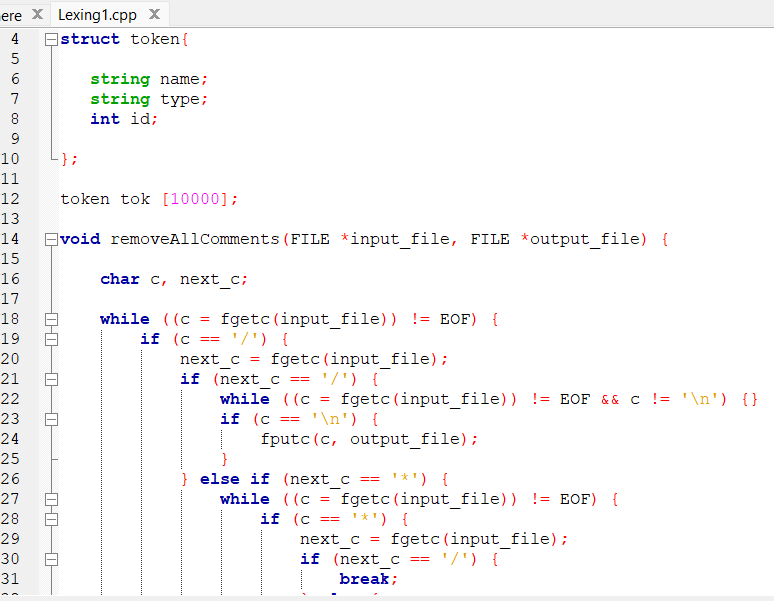 ere X Lexing1.cpp X
4 struct token{
5
6 string name;
7 string type;
8 int id;
9
10 };
11
12 token tok [10000];
13
14 void removeAllComments(FILE *input_file, FILE *output_file) {
15
16 char c, next_c;
17
18 while ((c = fgetc(input_file)) != EOF) {
19 if (c == '/') {
20 next_c = fgetc(input_file);
21 if (next_c == '/') {
22 while ((c = fgetc(input_file)) != EOF && c != '\n') {}
23 if (c == '\n') {
24 fputc(c, output_file);
25 }
26 } else if (next_c == '*') {
27 while ((c = fgetc(input_file)) != EOF) {
28 if (c == '*') {
29 next_c = fgetc(input_file);
30 if (next_c == '/') {
31 break;